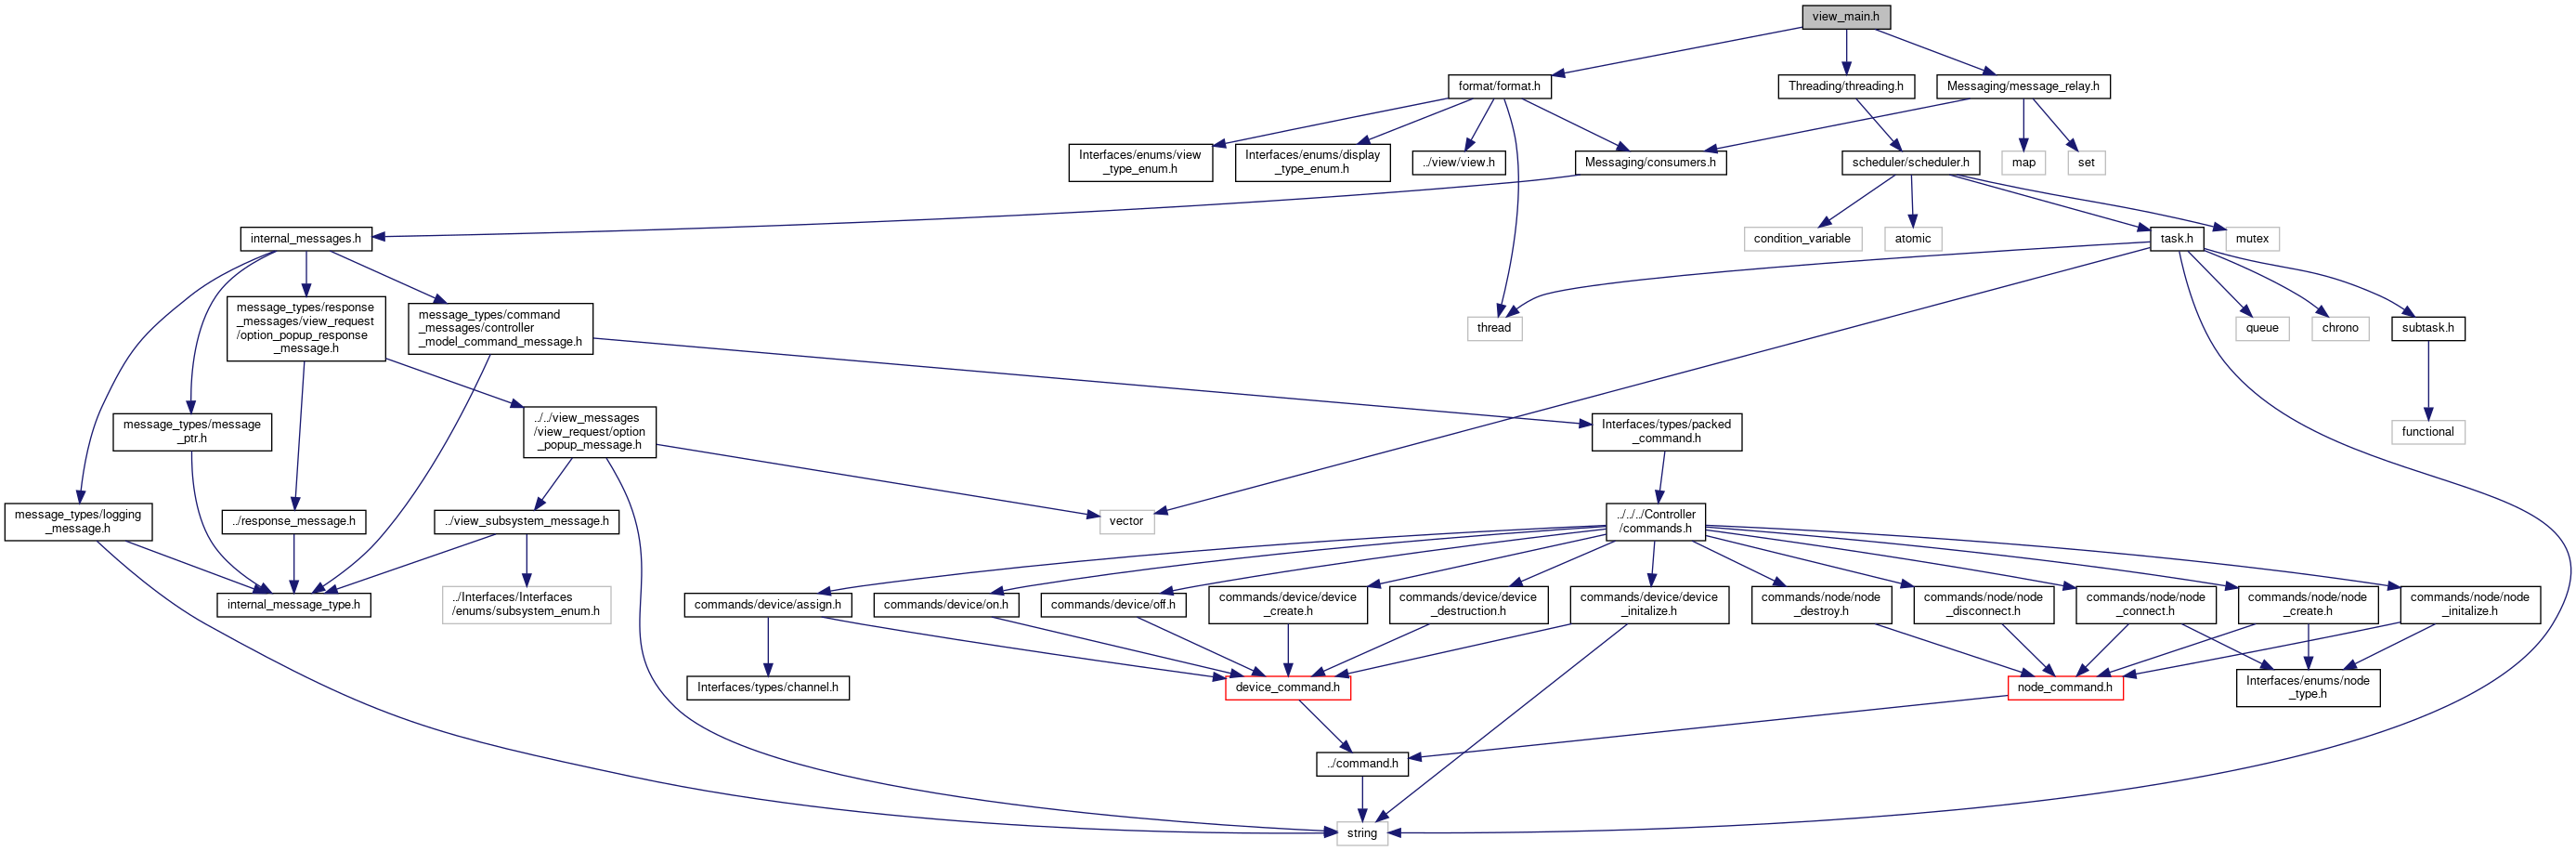 view_main.h
format/format.h
Threading/threading.h
Messaging/message_relay.h
Interfaces/enums/view
_type_enum.h
Interfaces/enums/display
_type_enum.h
../view/view.h
Messaging/consumers.h
scheduler/scheduler.h
map
set
internal_messages.h
condition_variable
atomic
task.h
mutex
message_types/response
_messages/view_request
/option_popup_response
_message.h
message_types/command
_messages/controller
_model_command_message.h
thread
queue
chrono
subtask.h
message_types/message
_ptr.h
../../view_messages
/view_request/option
_popup_message.h
Interfaces/types/packed
_command.h
functional
message_types/logging
_message.h
../response_message.h
../view_subsystem_message.h
vector
../../../Controller
/commands.h
internal_message_type.h
../Interfaces/Interfaces
/enums/subsystem_enum.h
commands/device/assign.h
commands/device/on.h
commands/device/off.h
commands/device/device
_create.h
commands/device/device
_destruction.h
commands/device/device
_initalize.h
commands/node/node
_destroy.h
commands/node/node
_disconnect.h
commands/node/node
_connect.h
commands/node/node
_create.h
commands/node/node
_initalize.h
Interfaces/types/channel.h
device_command.h
node_command.h
Interfaces/enums/node
_type.h
../command.h
string